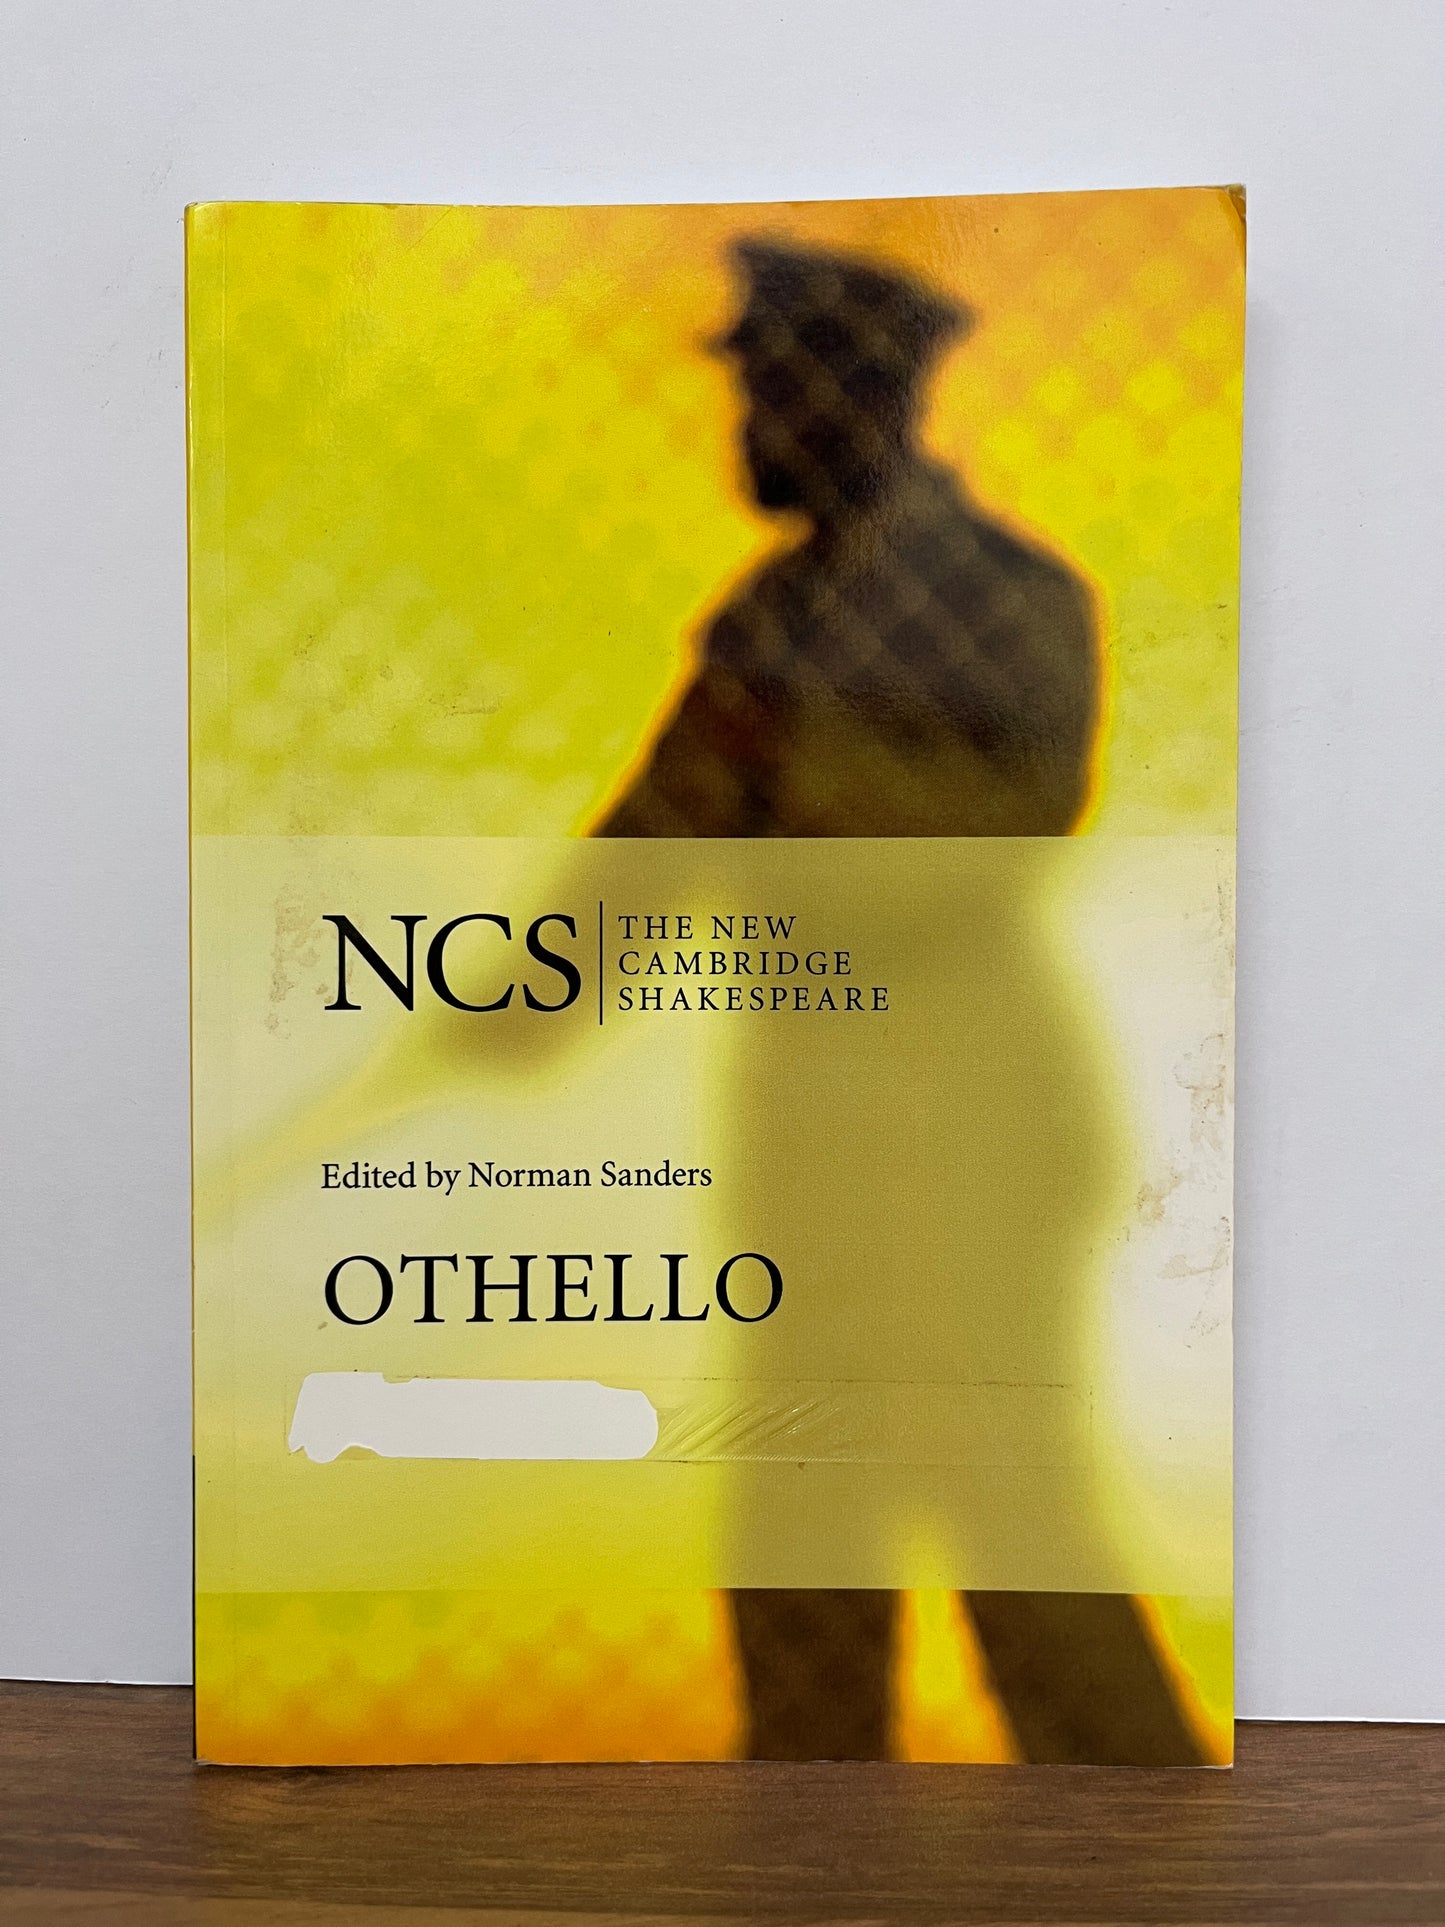 NCS
THE NEW
CAMBRIDGE
SHAKESPEARE
Edited by Norman Sanders
OTHELLO